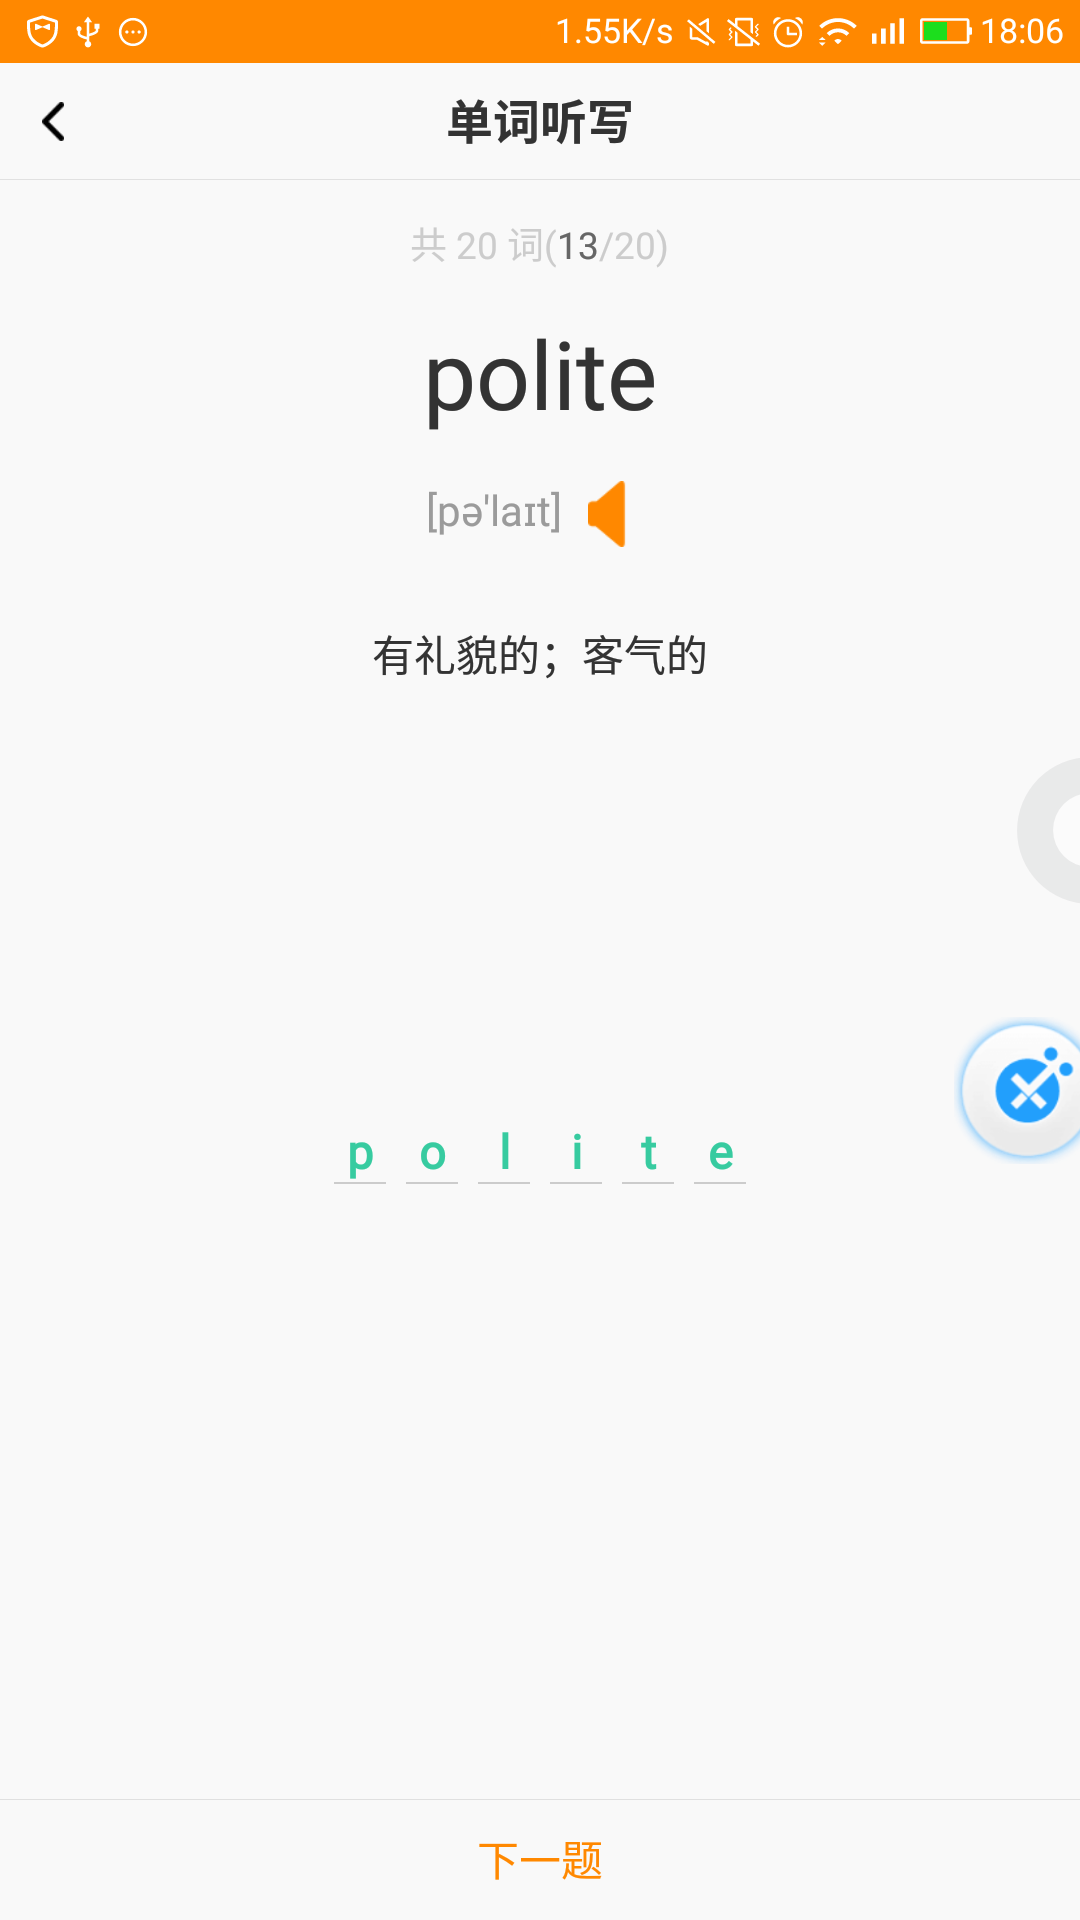 1.55K/s 18:06
单词听写
共 20 词(13/20)
polite
[pə'laɪt]
有礼貌的；客气的
p o l i t e
下一题